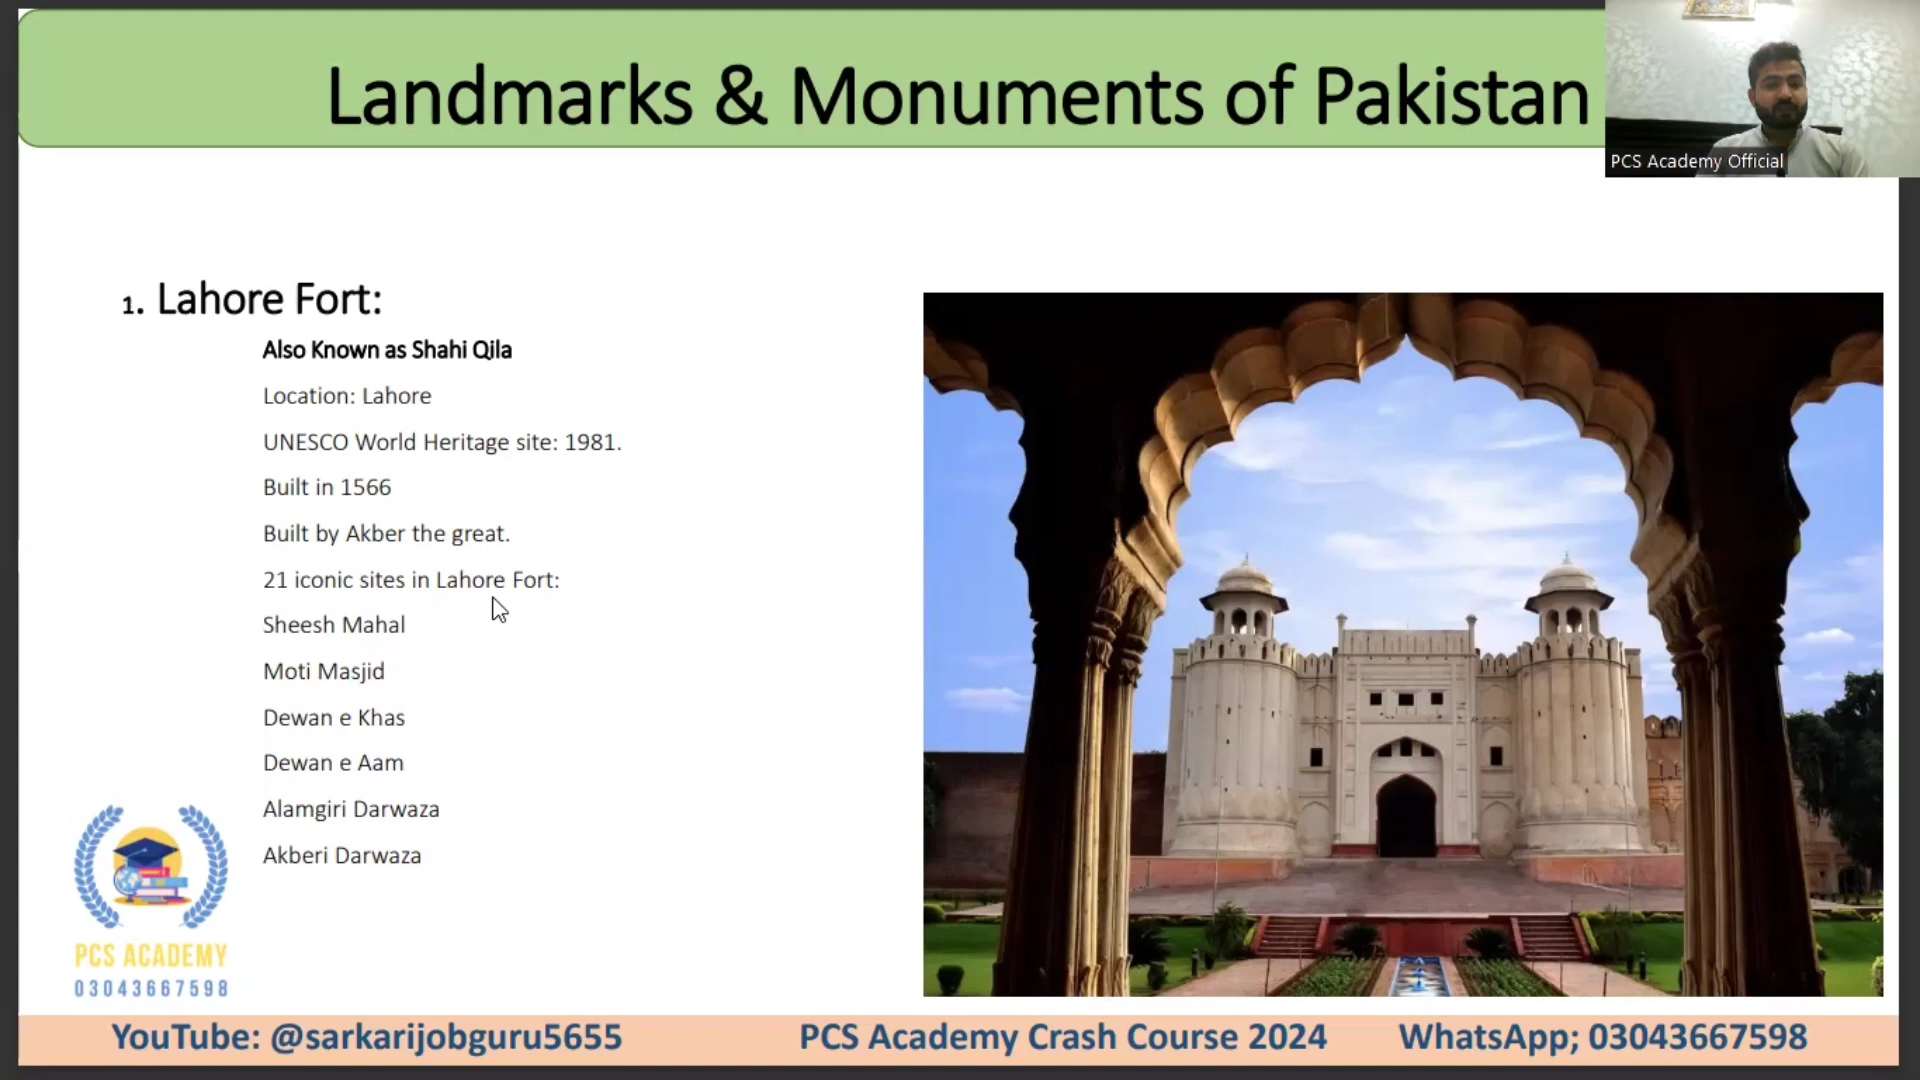 Landmarks & Monuments of Pakistan
PCS Academy Official
1. Lahore Fort:
Also Known as Shahi Qila
Location: Lahore
UNESCO World Heritage site: 1981.
Built in 1566
Built by Akber the great.
21 iconic sites in Lahore Fort:
Sheesh Mahal
Moti Masjid
Dewan e Khas
Dewan e Aam
Alamgiri Darwaza
Akberi Darwaza
PCS ACADEMY
03043667598
YouTube: @sarkarijobguru5655 PCS Academy Crash Course 2024 WhatsApp; 03043667598